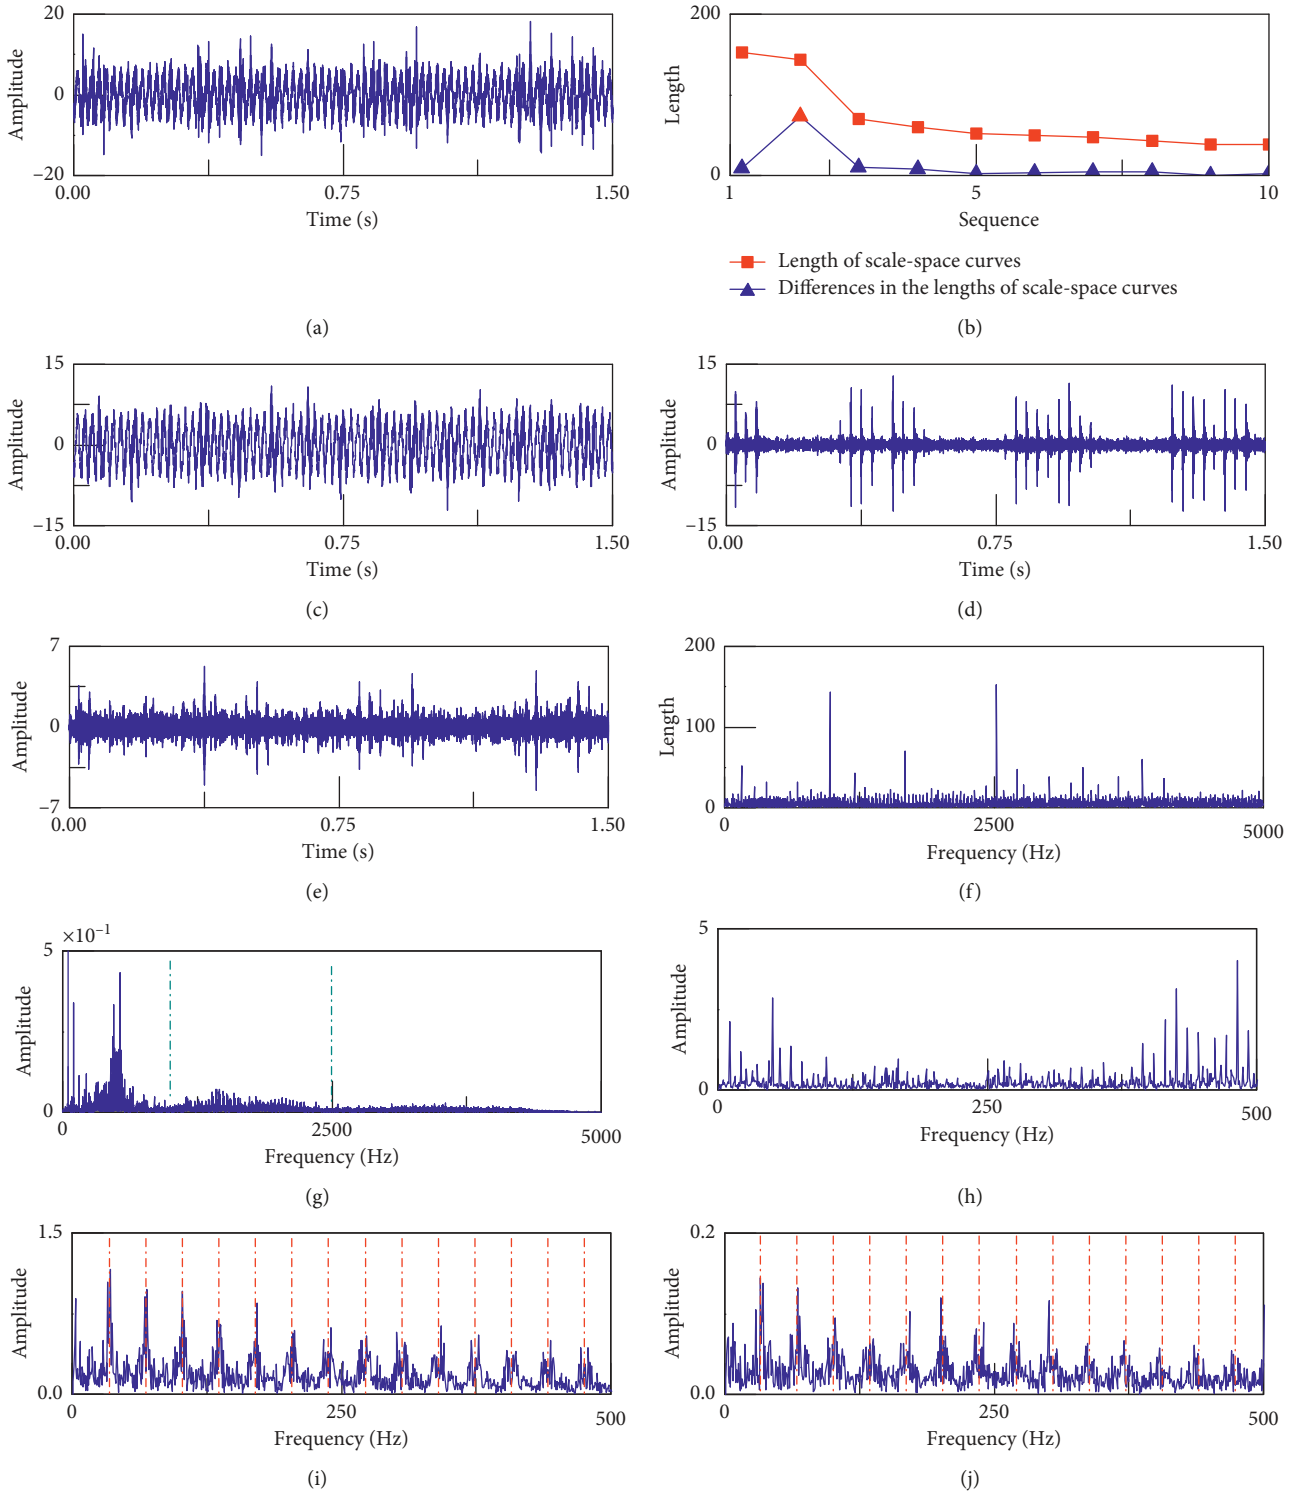 20
0
−20
Amplitude
0.00 0.75 1.50
Time (s)
(a)
200
100
0
Length
1 5 10
Sequence
Length of scale-space curves
Differences in the lengths of scale-space curves
(b)
15
0
−15
Amplitude
0.00 0.75 1.50
Time (s)
(c)
15
0
−15
Amplitude
0.00 0.75 1.50
Time (s)
(d)
7
0
−7
Amplitude
0.00 0.75 1.50
Time (s)
(e)
200
100
0
Length
0 2500 5000
Frequency (Hz)
(f)
×10⁻¹
5
0
Amplitude
0 2500 5000
Frequency (Hz)
(g)
5
0
Amplitude
0 250 500
Frequency (Hz)
(h)
1.5
0.0
Amplitude
0 250 500
Frequency (Hz)
(i)
0.2
0.0
Amplitude
0 250 500
Frequency (Hz)
(j)